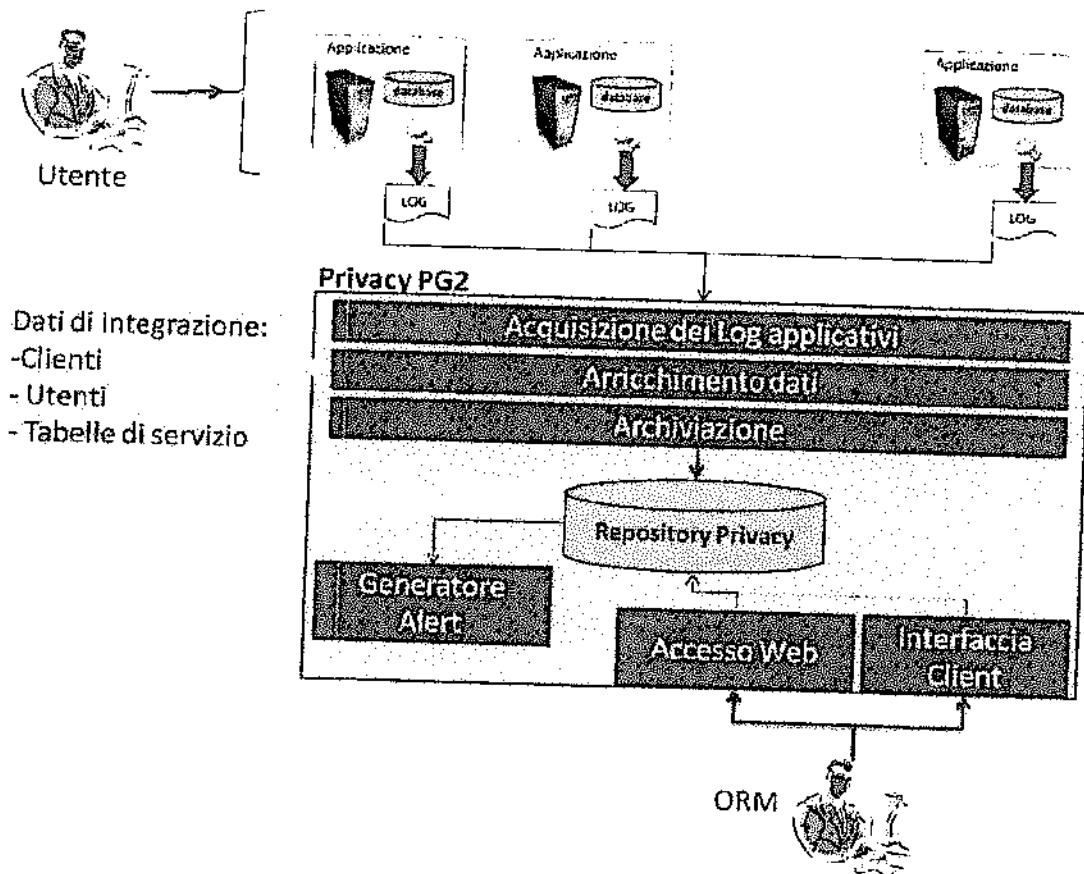 Applicazione
Applicazione
Applicazione
database
database
database
Utente
LOG
LOG
LOG
Privacy PG2
Dati di integrazione:
-Clienti
- Utenti
- Tabelle di servizio
Acquisizione dei Log applicativi
Arricchimento dati
Archiviazione
Repository Privacy
Generatore
Alert
Accesso Web
Interfaccia
Client
ORM